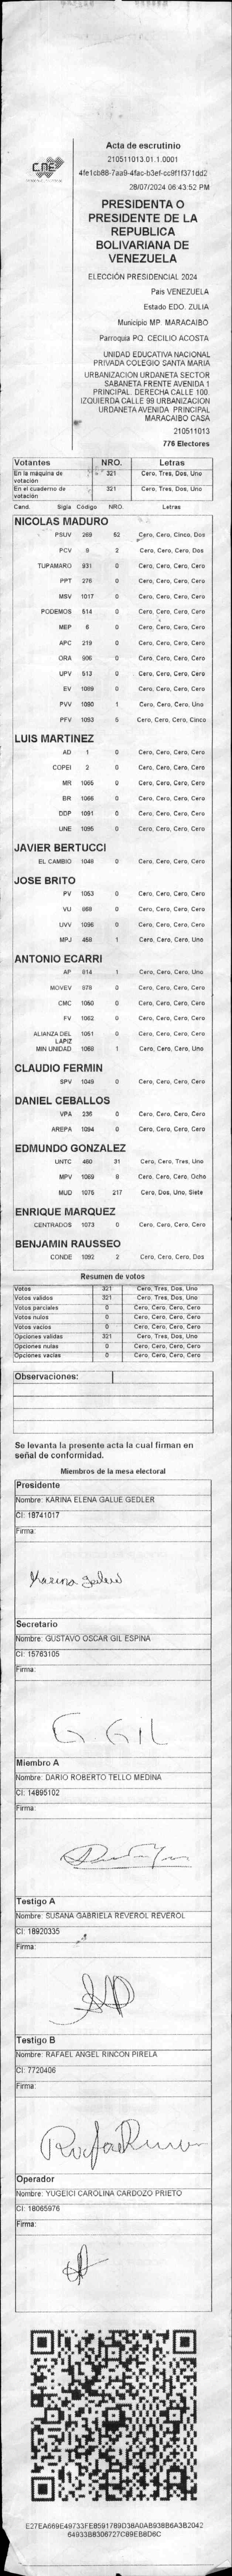 CNE
Acta de escrutinio
210511013.01.1.0001
4fe1cb88-7aa9-4fac-b3ef-cc9f1f371dd2
28/07/2024 06:43:52 PM
PRESIDENTA O
PRESIDENTE DE LA
REPUBLICA
BOLIVARIANA DE
VENEZUELA
ELECCIÓN PRESIDENCIAL 2024
Pais VENEZUELA
Estado EDO. ZULIA
Municipio MP. MARACAIBO
Parroquia PQ. CECILIO ACOSTA
UNIDAD EDUCATIVA NACIONAL
PRIVADA COLEGIO SANTA MARIA
URBANIZACION URDANETA SECTOR
SABANETA FRENTE AVENIDA 1
PRINCIPAL. DERECHA CALLE 100.
IZQUIERDA CALLE 99 URBANIZACION
URDANETA AVENIDA PRINCIPAL
MARACAIBO CASA
210511013
776 Electores
Votantes NRO. Letras
En la máquina de votación 321 Cero, Tres, Dos, Uno
En el cuaderno de votación 321 Cero, Tres, Dos, Uno
Cand. Sigla Código NRO. Letras
NICOLAS MADURO
PSUV 269 52 Cero, Cero, Cinco, Dos
PCV 9 2 Cero, Cero, Cero, Dos
TUPAMARO 931 0 Cero, Cero, Cero, Cero
PPT 276 0 Cero, Cero, Cero, Cero
MSV 1017 0 Cero, Cero, Cero, Cero
PODEMOS 514 0 Cero, Cero, Cero, Cero
MEP 6 0 Cero, Cero, Cero, Cero
APC 219 0 Cero, Cero, Cero, Cero
ORA 906 0 Cero, Cero, Cero, Cero
UPV 513 0 Cero, Cero, Cero, Cero
EV 1089 0 Cero, Cero, Cero, Cero
PVV 1090 1 Cero, Cero, Cero, Uno
PFV 1093 5 Cero, Cero, Cero, Cinco
LUIS MARTINEZ
AD 1 0 Cero, Cero, Cero, Cero
COPEI 2 0 Cero, Cero, Cero, Cero
MR 1065 0 Cero, Cero, Cero, Cero
BR 1066 0 Cero, Cero, Cero, Cero
DDP 1091 0 Cero, Cero, Cero, Cero
UNE 1095 0 Cero, Cero, Cero, Cero
JAVIER BERTUCCI
EL CAMBIO 1048 0 Cero, Cero, Cero, Cero
JOSE BRITO
PV 1053 0 Cero, Cero, Cero, Cero
VU 969 0 Cero, Cero, Cero, Cero
UVV 1096 0 Cero, Cero, Cero, Cero
MPJ 458 1 Cero, Cero, Cero, Uno
ANTONIO ECARRI
AP 814 1 Cero, Cero, Cero, Uno
MOVEV 978 0 Cero, Cero, Cero, Cero
CMC 1050 0 Cero, Cero, Cero, Cero
FV 1062 0 Cero, Cero, Cero, Cero
ALIANZA DEL LAPIZ 1051 0 Cero, Cero, Cero, Cero
MIN UNIDAD 1068 1 Cero, Cero, Cero, Uno
CLAUDIO FERMIN
SPV 1049 0 Cero, Cero, Cero, Cero
DANIEL CEBALLOS
VPA 236 0 Cero, Cero, Cero, Cero
AREPA 1094 0 Cero, Cero, Cero, Cero
EDMUNDO GONZALEZ
UNTC 460 31 Cero, Cero, Tres, Uno
MPV 1069 8 Cero, Cero, Cero, Ocho
MUD 1075 217 Cero, Dos, Uno, Siete
ENRIQUE MARQUEZ
CENTRADOS 1073 0 Cero, Cero, Cero, Cero
BENJAMIN RAUSSEO
CONDE 1092 2 Cero, Cero, Cero, Dos
Resumen de votos
Votos 321 Cero, Tres, Dos, Uno
Votos validos 321 Cero, Tres, Dos, Uno
Votos parciales 0 Cero, Cero, Cero, Cero
Votos nulos 0 Cero, Cero, Cero, Cero
Votos vacios 0 Cero, Cero, Cero, Cero
Opciones validas 321 Cero, Tres, Dos, Uno
Opciones nulas 0 Cero, Cero, Cero, Cero
Opciones vacias 0 Cero, Cero, Cero, Cero
Observaciones:
Se levanta la presente acta la cual firman en
señal de conformidad.
Miembros de la mesa electoral
Presidente
Nombre: KARINA ELENA GALUE GEDLER
CI: 18741017
Firma:
Karina Gedler
Secretario
Nombre: GUSTAVO OSCAR GIL ESPINA
CI: 15763105
Firma:
G. GIL
Miembro A
Nombre: DARIO ROBERTO TELLO MEDINA
CI: 14895102
Firma:
Testigo A
Nombre: SUSANA GABRIELA REVEROL REVEROL
CI: 18920335
Firma:
Testigo B
Nombre: RAFAEL ANGEL RINCON PIRELA
CI: 7720406
Firma:
Operador
Nombre: YUGEICI CAROLINA CARDOZO PRIETO
CI: 18065976
Firma:
E27EA669E49733FE8591789D38A0AB938B6A3B2042
64933B8306727C89EB8D6C